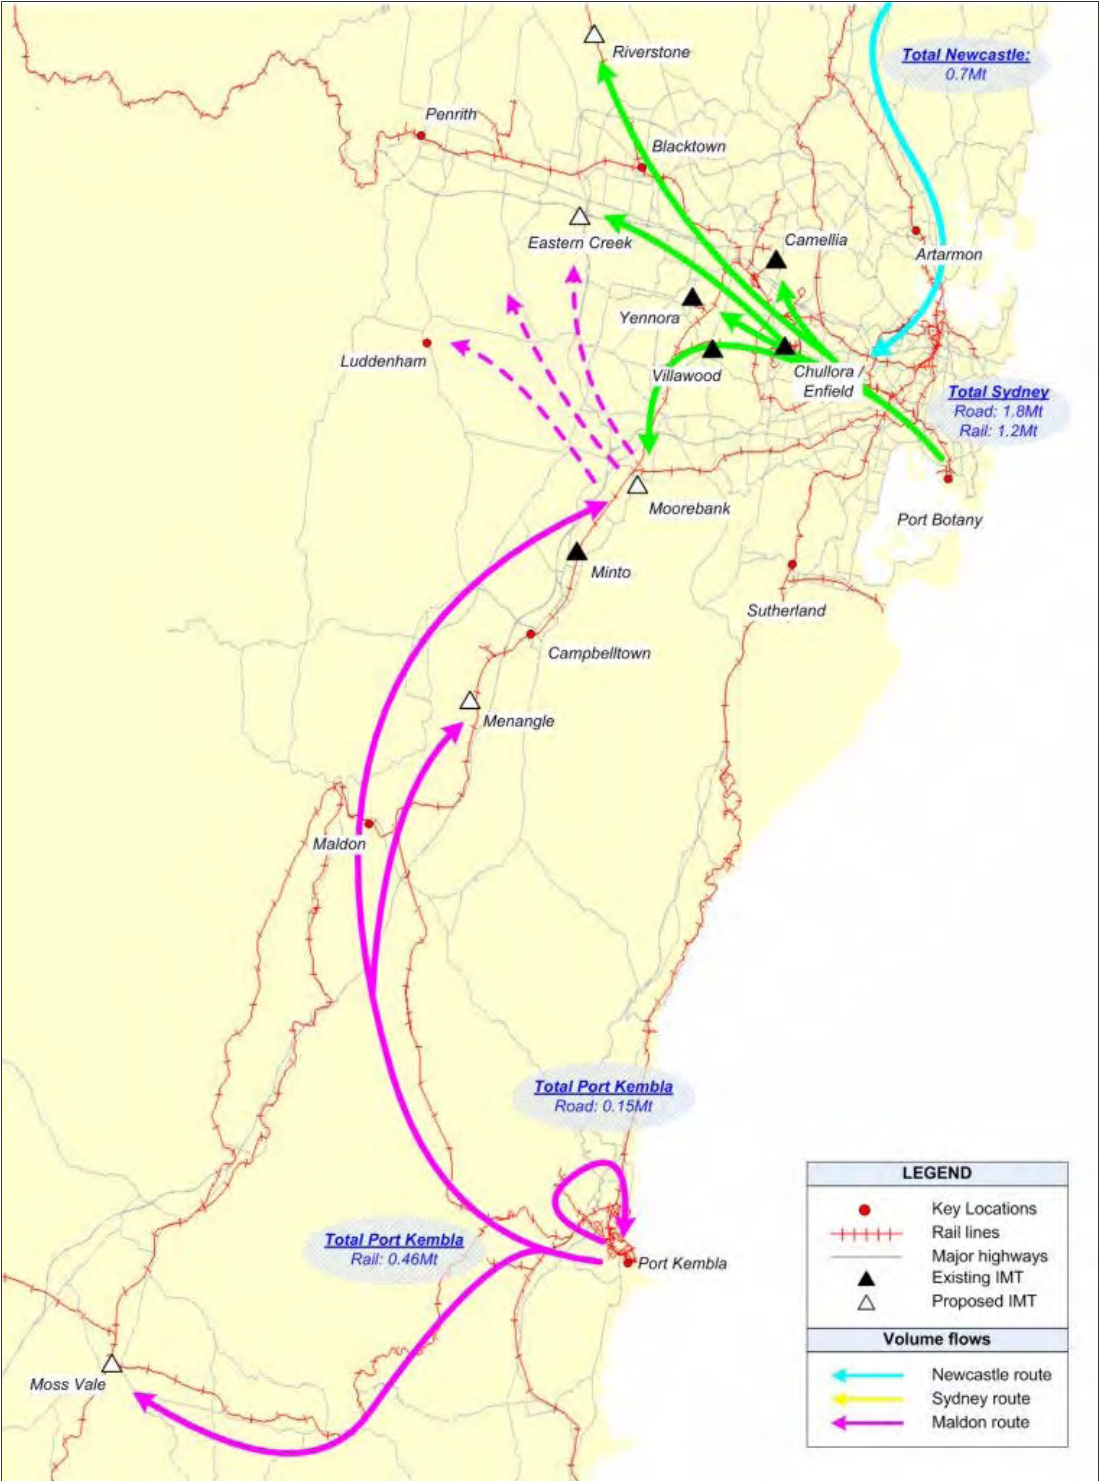 Riverstone
Total Newcastle:
0.7Mt
Penrith
Blacktown
Eastern Creek
Camellia
Artarmon
Yennora
Luddenham
Villawood
Chullora /
Enfield
Total Sydney
Road: 1.8Mt
Rail: 1.2Mt
Moorebank
Port Botany
Minto
Sutherland
Campbelltown
Menangle
Maldon
Total Port Kembla
Road: 0.15Mt
Total Port Kembla
Rail: 0.46Mt
Port Kembla
Moss Vale
LEGEND
Key Locations
Rail lines
Major highways
Existing IMT
Proposed IMT
Volume flows
Newcastle route
Sydney route
Maldon route